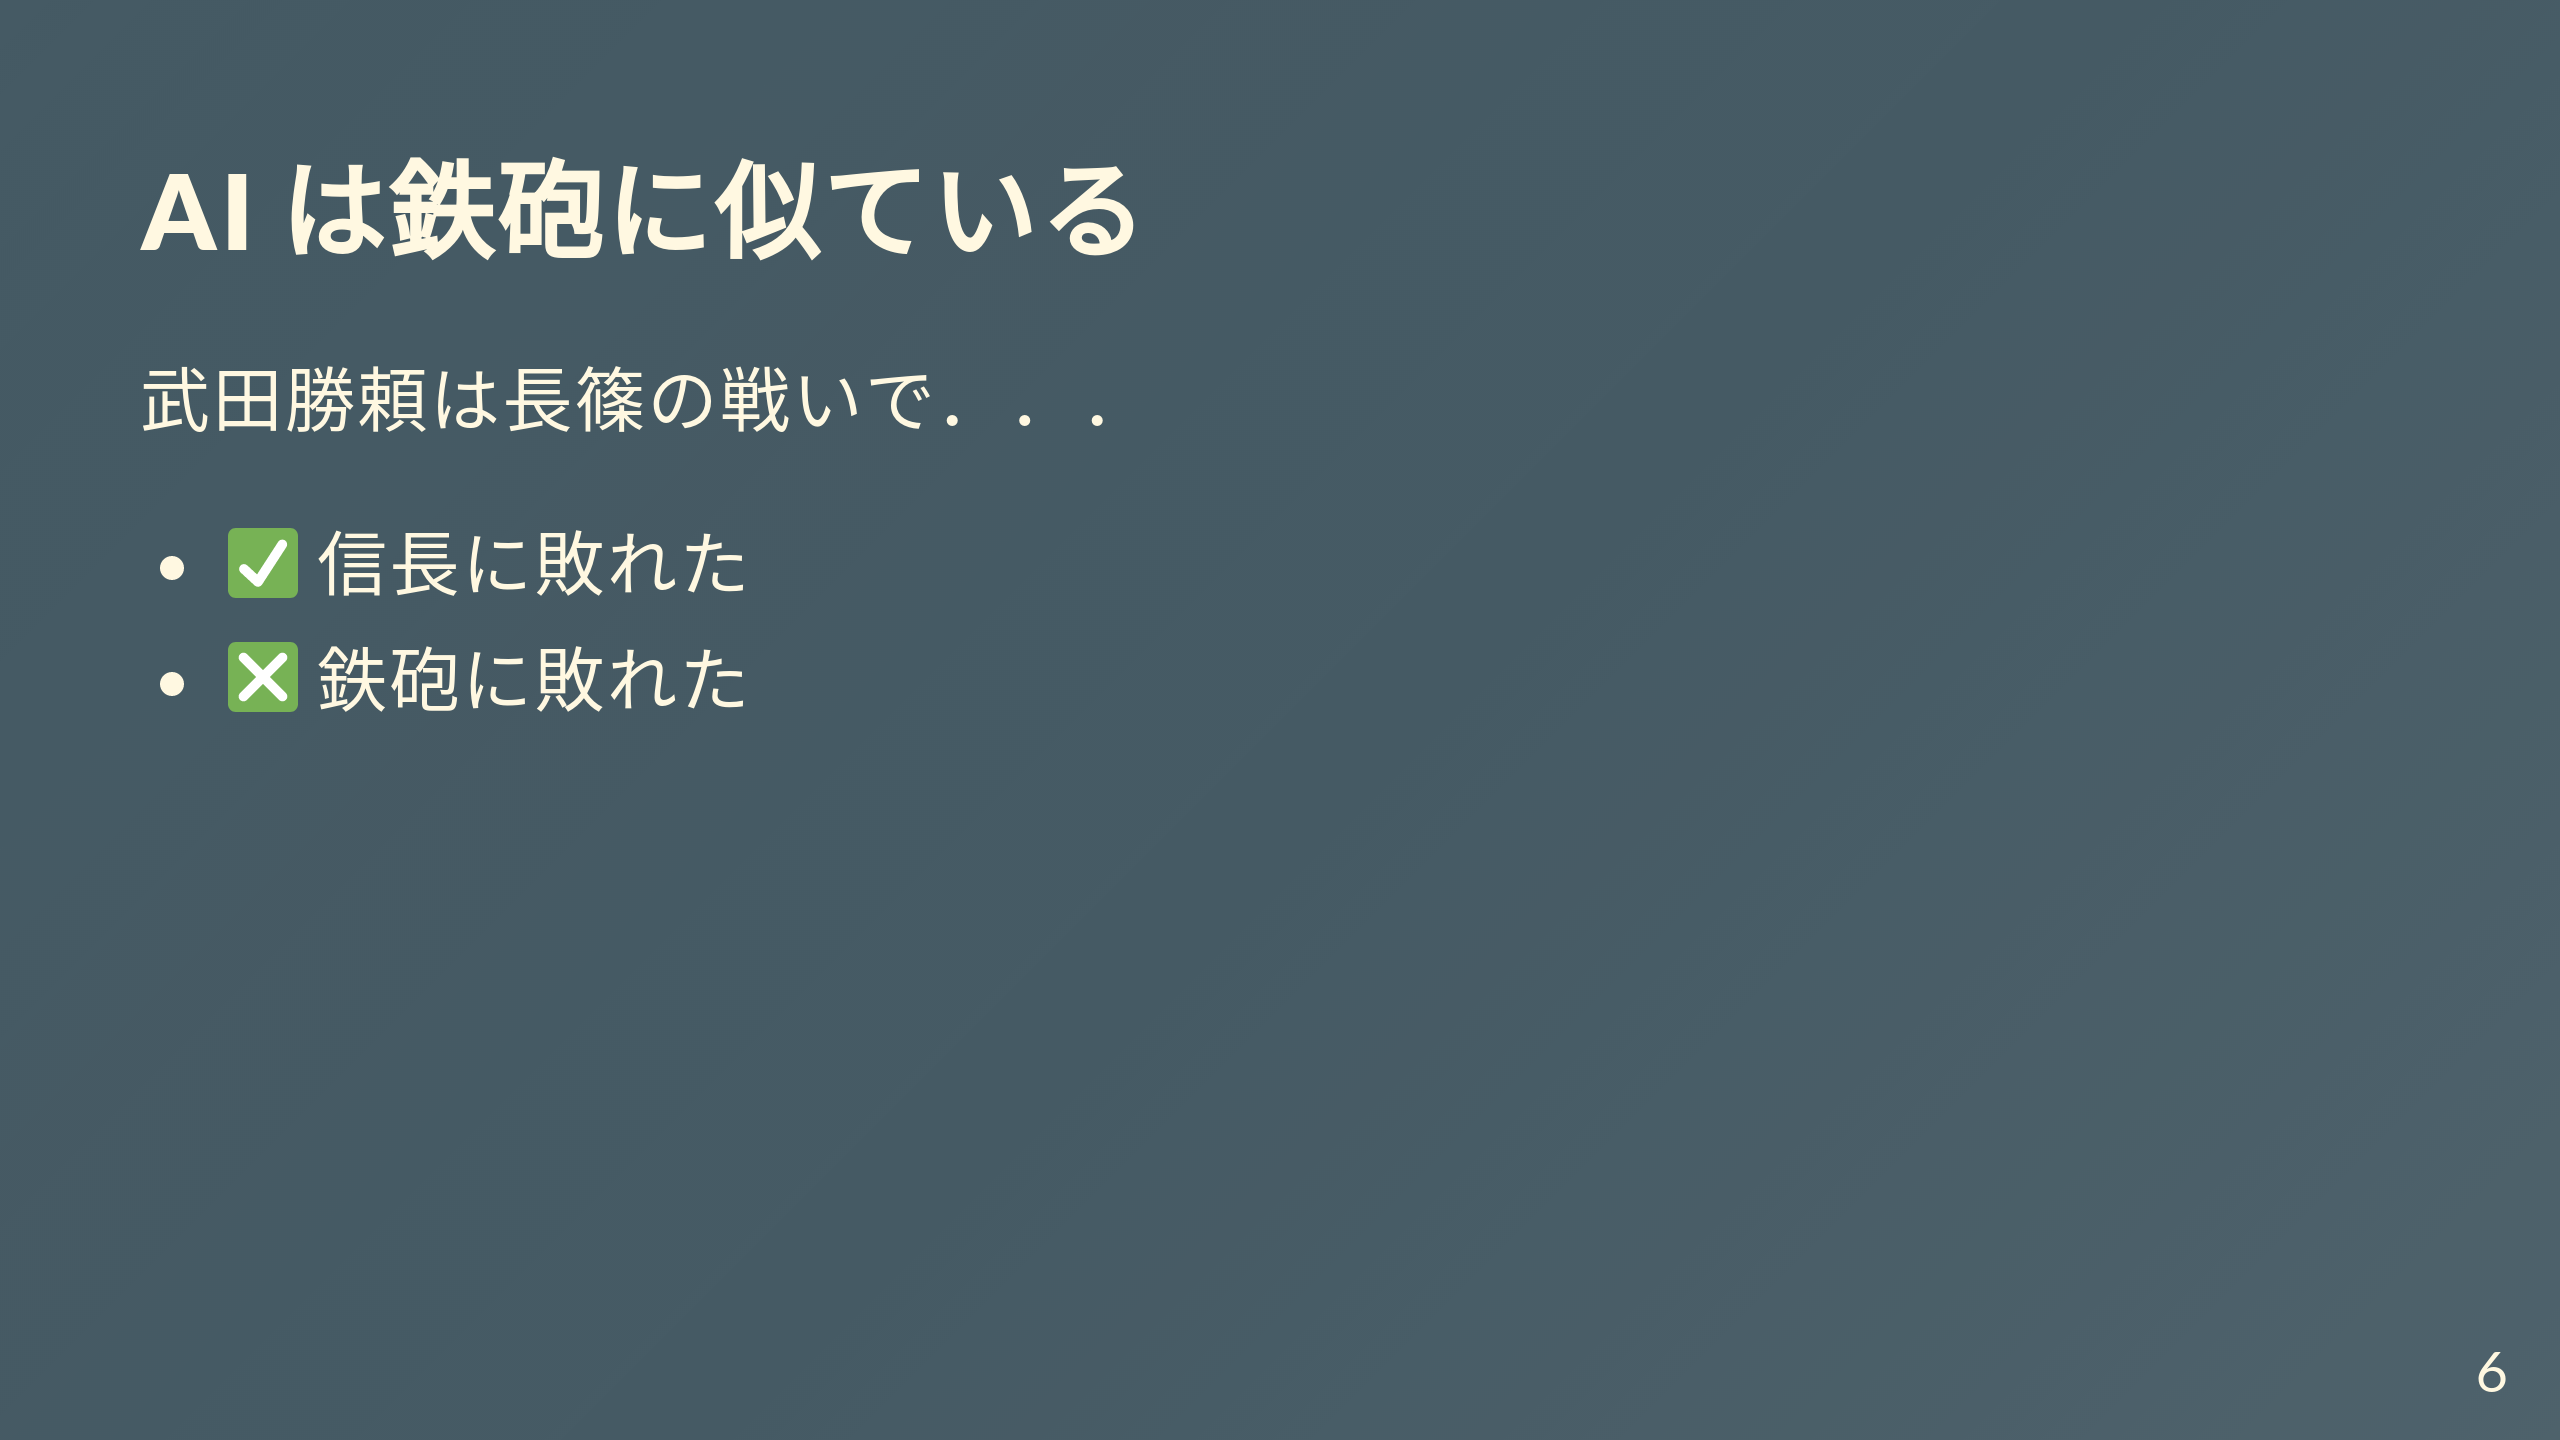 AI は鉄砲に似ている
武田勝頼は長篠の戦いで．．．
• ✅ 信長に敗れた
• ❎ 鉄砲に敗れた
6